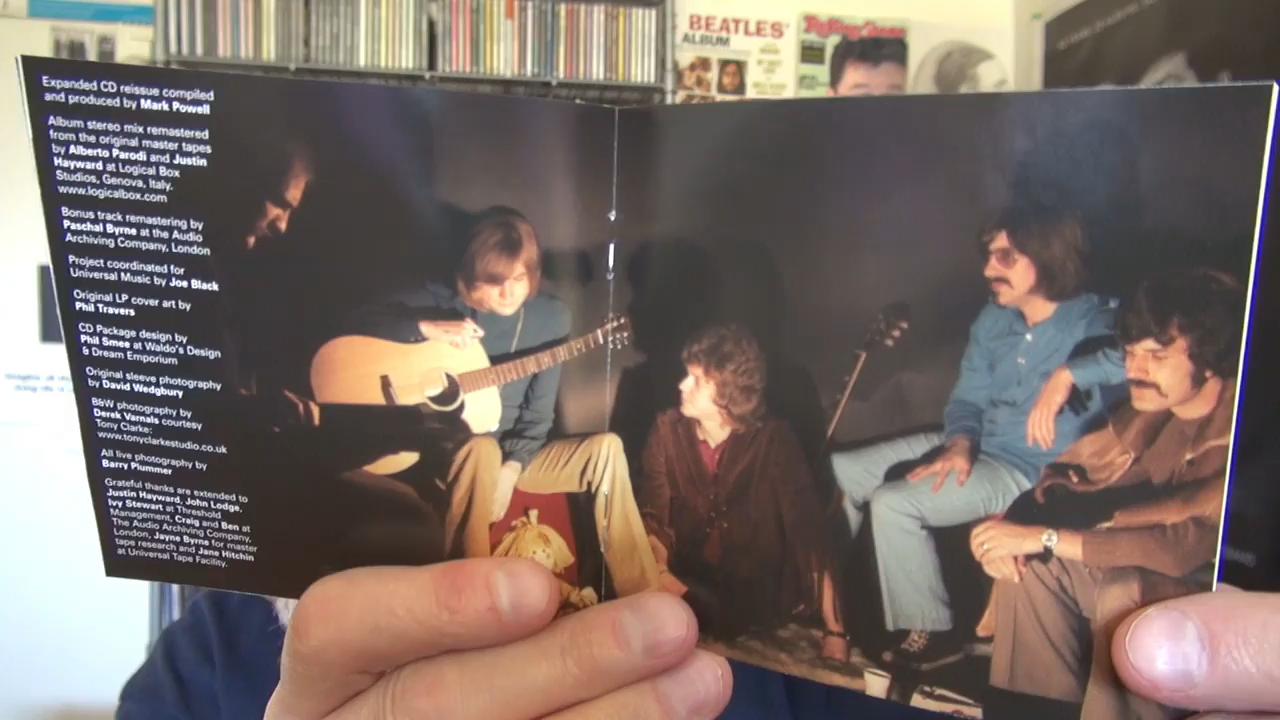 BEATLES'
ALBUM
Rolling Stone
Expanded CD reissue compiled
and produced by Mark Powell
Album stereo mix remastered
from the original master tapes
by Alberto Parodi and Justin
Hayward at Logical Box
Studios, Genova, Italy.
www.logicalbox.com
Bonus track remastering by
Paschal Byrne at the Audio
Archiving Company, London
Project coordinated for
Universal Music by Joe Black
Original LP cover art by
Phil Travers
CD Package design by
Phil Smee at Waldo's Design
& Dream Emporium
Original sleeve photography
by David Wedgbury
B&W photography by
Derek Varnals courtesy
Tony Clarke:
www.tonyclarkestudio.co.uk
All live photography by
Barry Plummer
Grateful thanks are extended to
Justin Hayward, John Lodge,
Ivy Stewart at Threshold
Management, Craig and Ben at
The Audio Archiving Company,
London, Jayne Byrne for master
tape research and Jane Hitchin
at Universal Tape Facility.